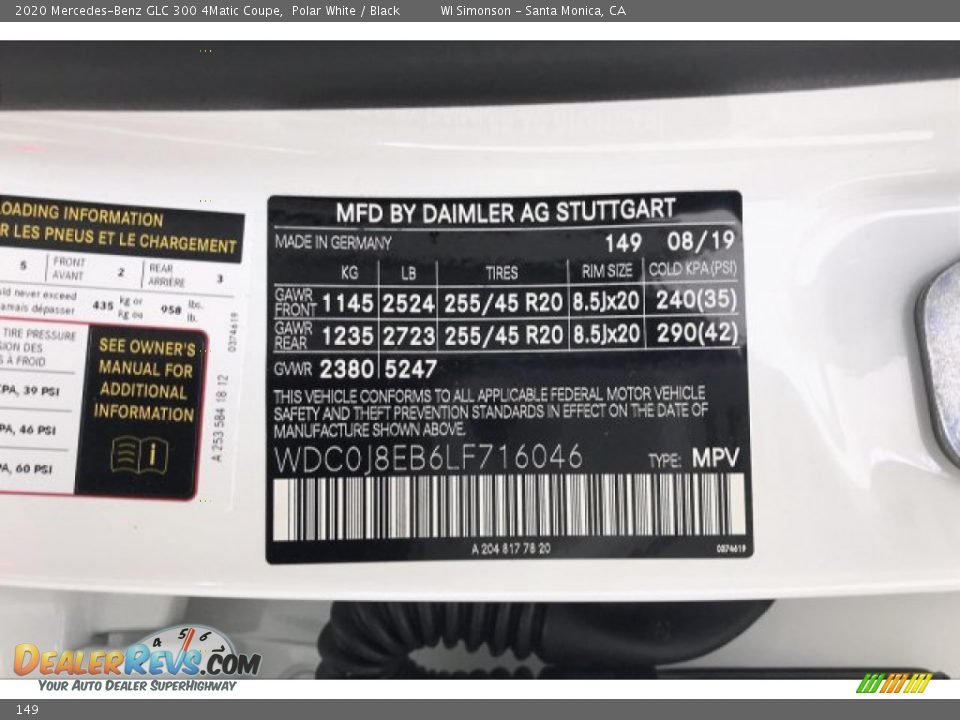 2020 Mercedes-Benz GLC 300 4Matic Coupe, Polar White / Black WI Simonson - Santa Monica, CA
LOADING INFORMATION
R LES PNEUS ET LE CHARGEMENT
5 FRONT AVANT 2 REAR ARRIÈRE 3
never exceed 435 kg or 958 lbs.
jamais dépasser kg ou lb.
TIRE PRESSURE
SION DES
À FROID
PA, 39 PSI
PA, 46 PSI
PA, 60 PSI
SEE OWNER'S
MANUAL FOR
ADDITIONAL
INFORMATION
i
A 253 584 18 12
0374619
MFD BY DAIMLER AG STUTTGART
MADE IN GERMANY 149 08/19
KG LB TIRES RIM SIZE COLD KPA(PSI)
GAWR FRONT 1145 2524 255/45 R20 8.5Jx20 240(35)
GAWR REAR 1235 2723 255/45 R20 8.5Jx20 290(42)
GVWR 2380 5247
THIS VEHICLE CONFORMS TO ALL APPLICABLE FEDERAL MOTOR VEHICLE
SAFETY AND THEFT PREVENTION STANDARDS IN EFFECT ON THE DATE OF
MANUFACTURE SHOWN ABOVE.
WDC0J8EB6LF716046 TYPE: MPV
A 204 817 78 20 0374619
4 5 6
DEALERREVS.COM
YOUR AUTO DEALER SUPERHIGHWAY
149